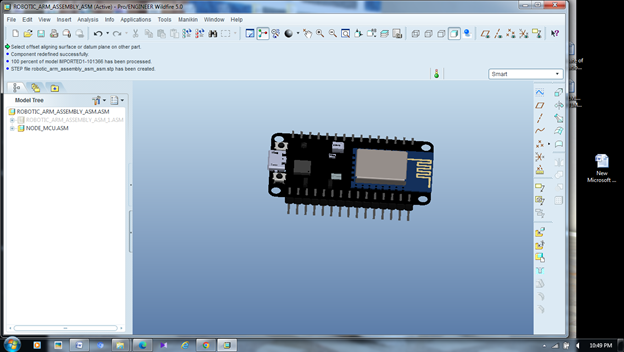 ROBOTIC_ARM_ASSEMBLY_ASM (Active) - Pro/ENGINEER Wildfire 5.0
File Edit View Insert Analysis Info Applications Tools Manikin Window Help
Select offset aligning surface or datum plane on other part.
Component redefined successfully.
100 percent of model IMPORTED1-101366 has been processed.
STEP file robotic_arm_assembly_asm_asm.stp has been created.
Smart
Model Tree
ROBOTIC_ARM_ASSEMBLY_ASM.ASM
ROBOTIC_ARM_ASSEMBLY_ASM_1.ASM
NODE_MCU.ASM
New
Microsoft ...
10:49 PM